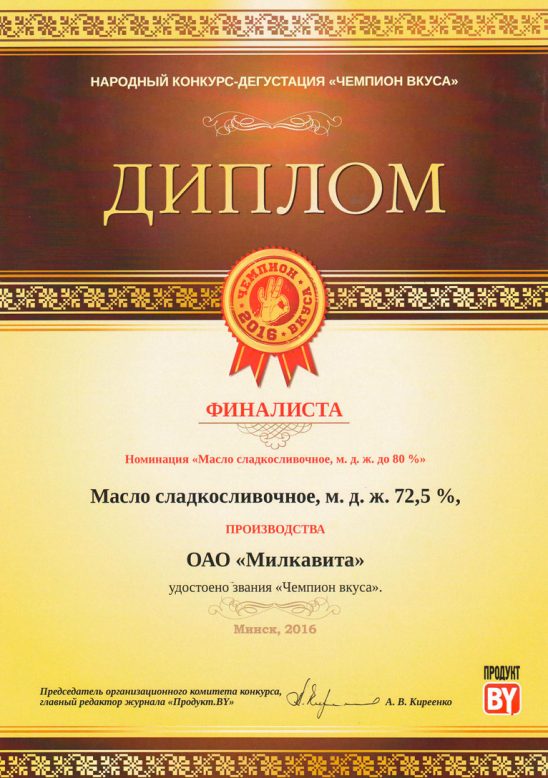 НАРОДНЫЙ КОНКУРС-ДЕГУСТАЦИЯ «ЧЕМПИОН ВКУСА»
ДИПЛОМ
ЧЕМПИОН ВКУСА
2016
ФИНАЛИСТА
Номинация «Масло сладкосливочное, м. д. ж. до 80 %»
Масло сладкосливочное, м. д. ж. 72,5 %,
ПРОИЗВОДСТВА
ОАО «Милкавита»
удостоено звания «Чемпион вкуса».
Минск, 2016
Председатель организационного комитета конкурса,
главный редактор журнала «Продукт.BY»
А. В. Киреенко
ПРОДУКТ
BY